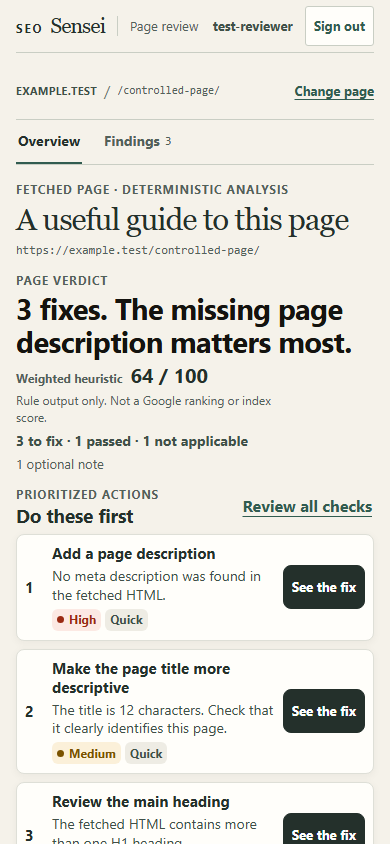 SEO Sensei Page review test-reviewer Sign out
EXAMPLE.TEST / /controlled-page/ Change page
Overview Findings 3
FETCHED PAGE · DETERMINISTIC ANALYSIS
A useful guide to this page
https://example.test/controlled-page/
PAGE VERDICT
3 fixes. The missing page
description matters most.
Weighted heuristic 64 / 100
Rule output only. Not a Google ranking or index
score.
3 to fix · 1 passed · 1 not applicable
1 optional note
PRIORITIZED ACTIONS
Do these first
Review all checks
1
Add a page description
No meta description was found in
the fetched HTML.
High Quick
See the fix
2
Make the page title more
descriptive
The title is 12 characters. Check that
it clearly identifies this page.
Medium Quick
See the fix
3
Review the main heading
The fetched HTML contains more
than one H1 heading.
See the fix